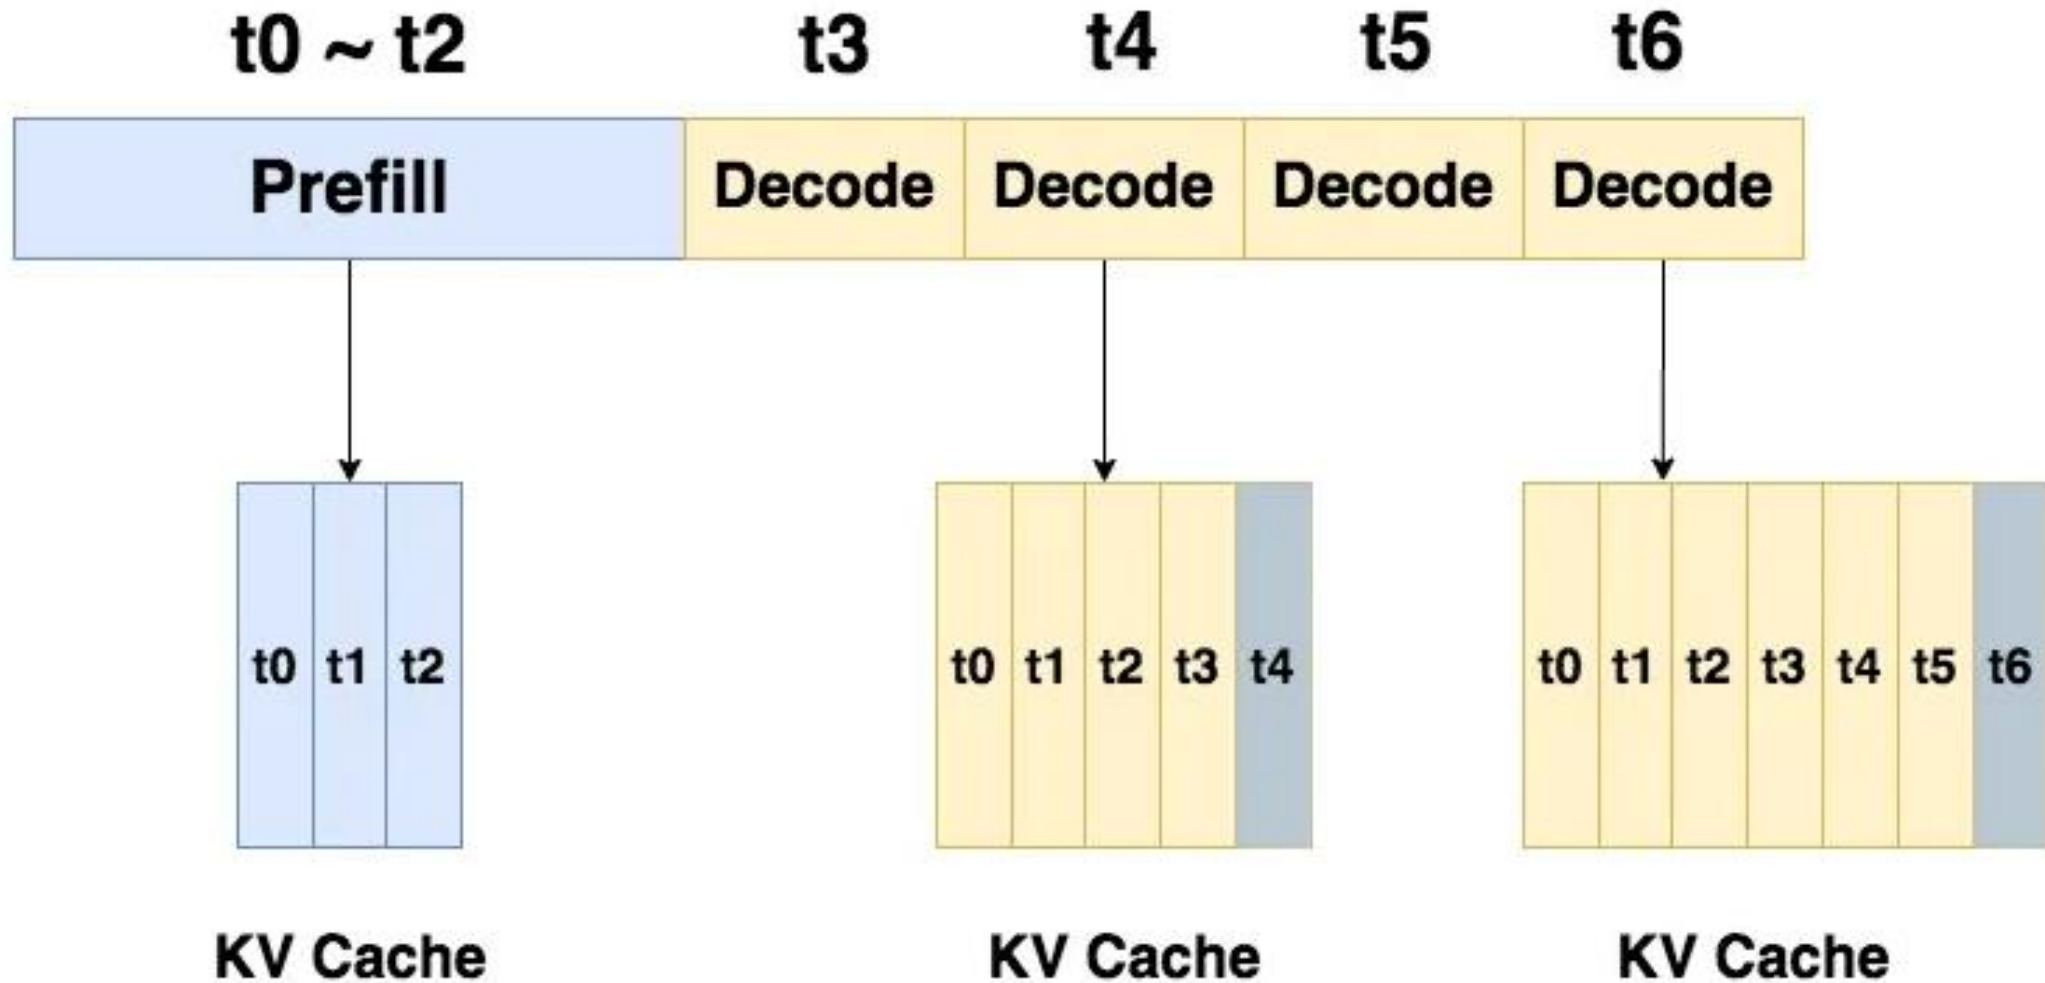 t0 ~ t2 t3 t4 t5 t6
Prefill Decode Decode Decode Decode
t0 t1 t2 t0 t1 t2 t3 t4 t0 t1 t2 t3 t4 t5 t6
KV Cache KV Cache KV Cache